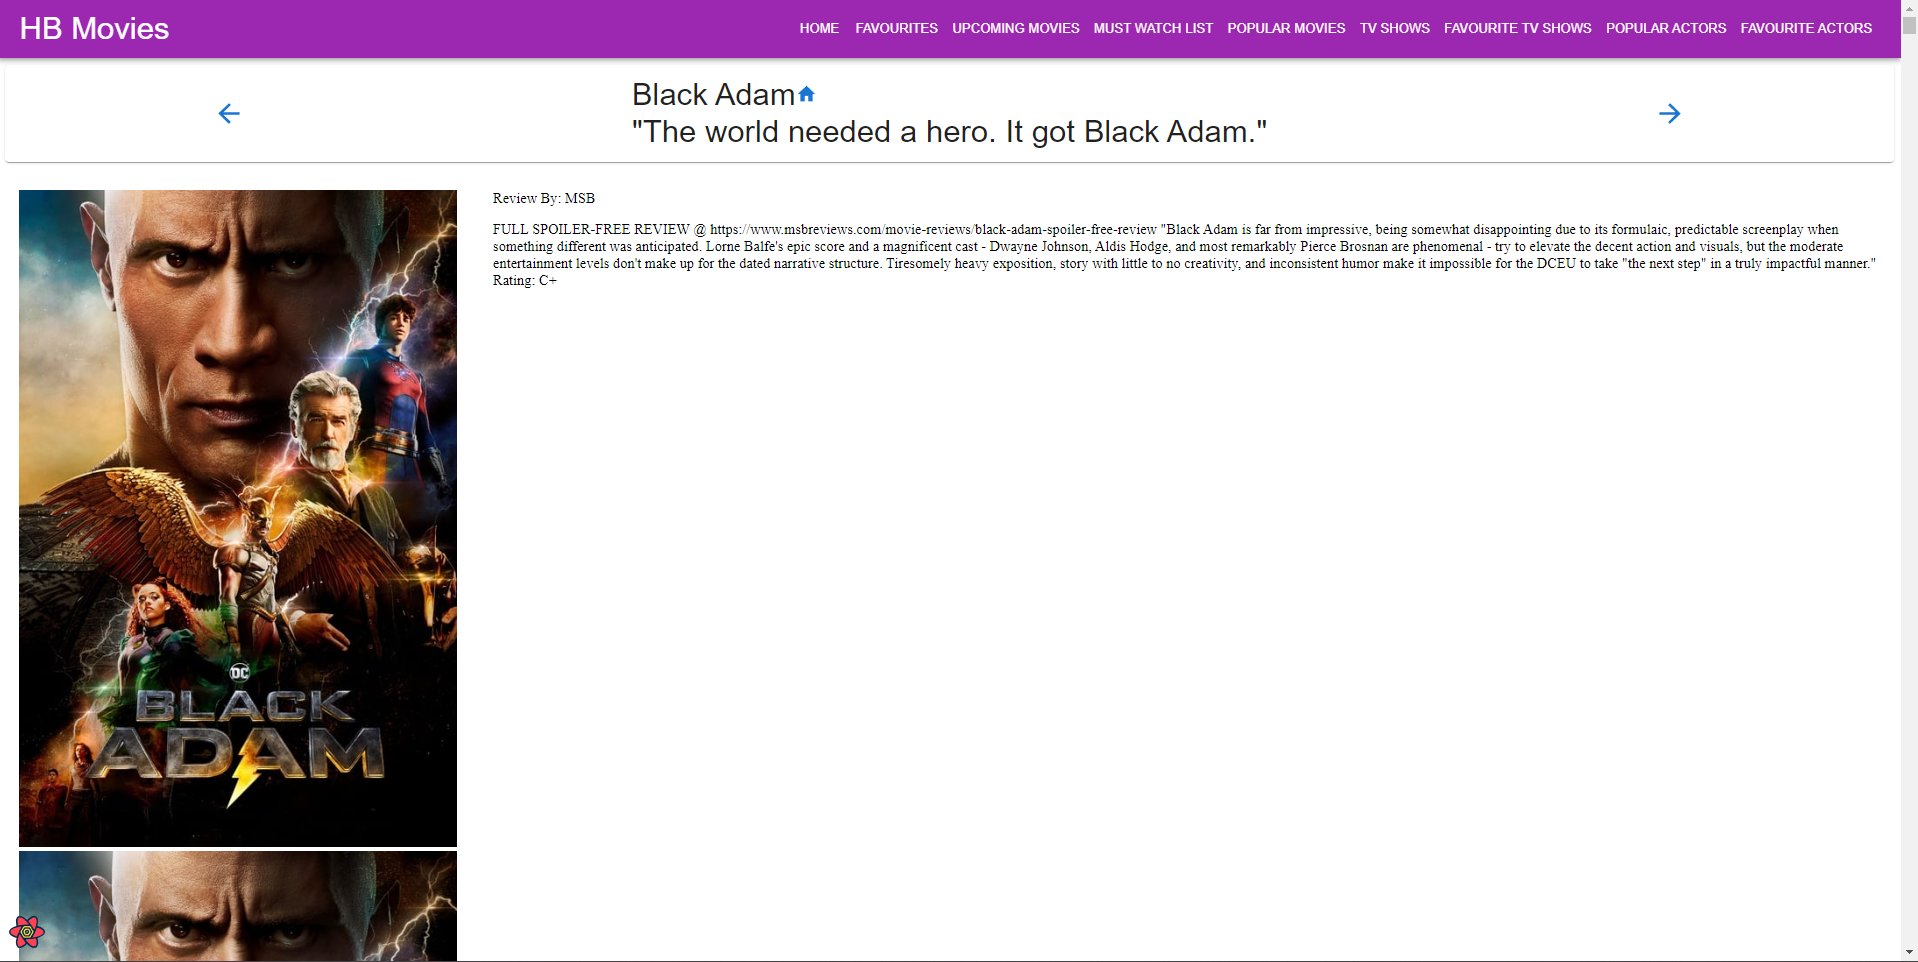 HB Movies
HOME FAVOURITES UPCOMING MOVIES MUST WATCH LIST POPULAR MOVIES TV SHOWS FAVOURITE TV SHOWS POPULAR ACTORS FAVOURITE ACTORS
Black Adam
"The world needed a hero. It got Black Adam."
Review By: MSB
FULL SPOILER-FREE REVIEW @ https://www.msbreviews.com/movie-reviews/black-adam-spoiler-free-review "Black Adam is far from impressive, being somewhat disappointing due to its formulaic, predictable screenplay when
something different was anticipated. Lorne Balfe's epic score and a magnificent cast - Dwayne Johnson, Aldis Hodge, and most remarkably Pierce Brosnan are phenomenal - try to elevate the decent action and visuals, but the moderate
entertainment levels don't make up for the dated narrative structure. Tiresomely heavy exposition, story with little to no creativity, and inconsistent humor make it impossible for the DCEU to take "the next step" in a truly impactful manner."
Rating: C+
DC
BLACK
ADAM